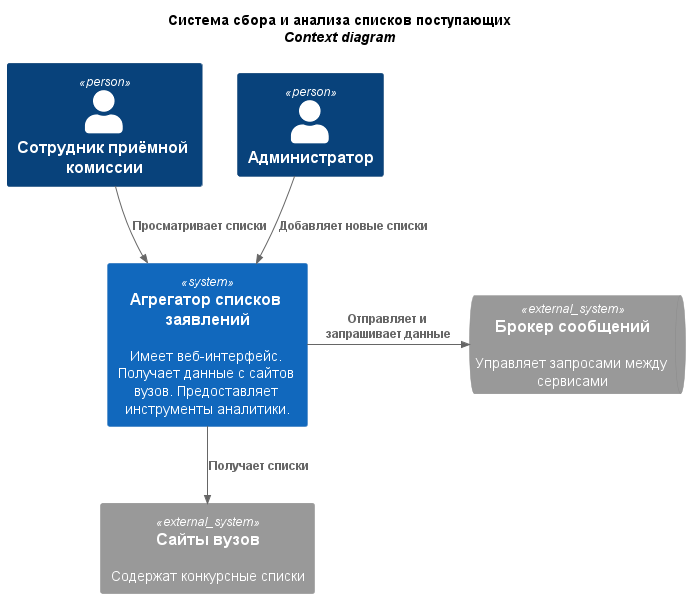 Система сбора и анализа списков поступающих
Context diagram
«person»
Сотрудник приёмной
комиссии
«person»
Администратор
Просматривает списки
Добавляет новые списки
«system»
Агрегатор списков
заявлений
Имеет веб-интерфейс.
Получает данные с сайтов
вузов. Предоставляет
инструменты аналитики.
Отправляет и
запрашивает данные
«external_system»
Брокер сообщений
Управляет запросами между
сервисами
Получает списки
«external_system»
Сайты вузов
Содержат конкурсные списки